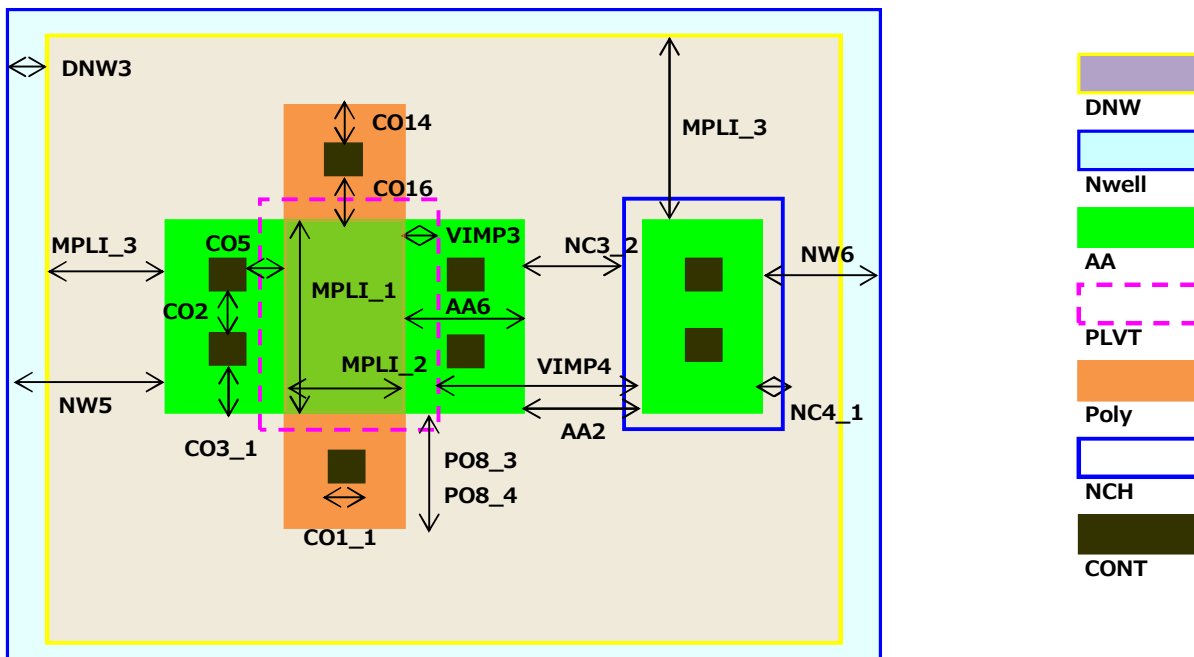 DNW3
CO14
MPLI_3
CO16
MPLI_3
CO5
VIMP3
NC3_2
NW6
MPLI_1
CO2
AA6
MPLI_2
VIMP4
NW5
NC4_1
AA2
CO3_1
PO8_3
PO8_4
CO1_1
DNW
Nwell
AA
PLVT
Poly
NCH
CONT